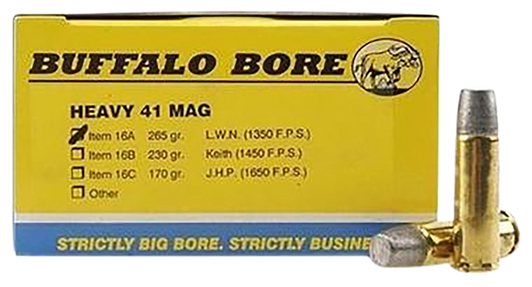 BUFFALO BORE
HEAVY 41 MAG
Item 16A 265 gr. L.W.N. (1350 F.P.S.)
Item 16B 230 gr. Keith (1450 F.P.S.)
Item 16C 170 gr. J.H.P. (1650 F.P.S.)
Other
STRICTLY BIG BORE. STRICTLY BUSINE